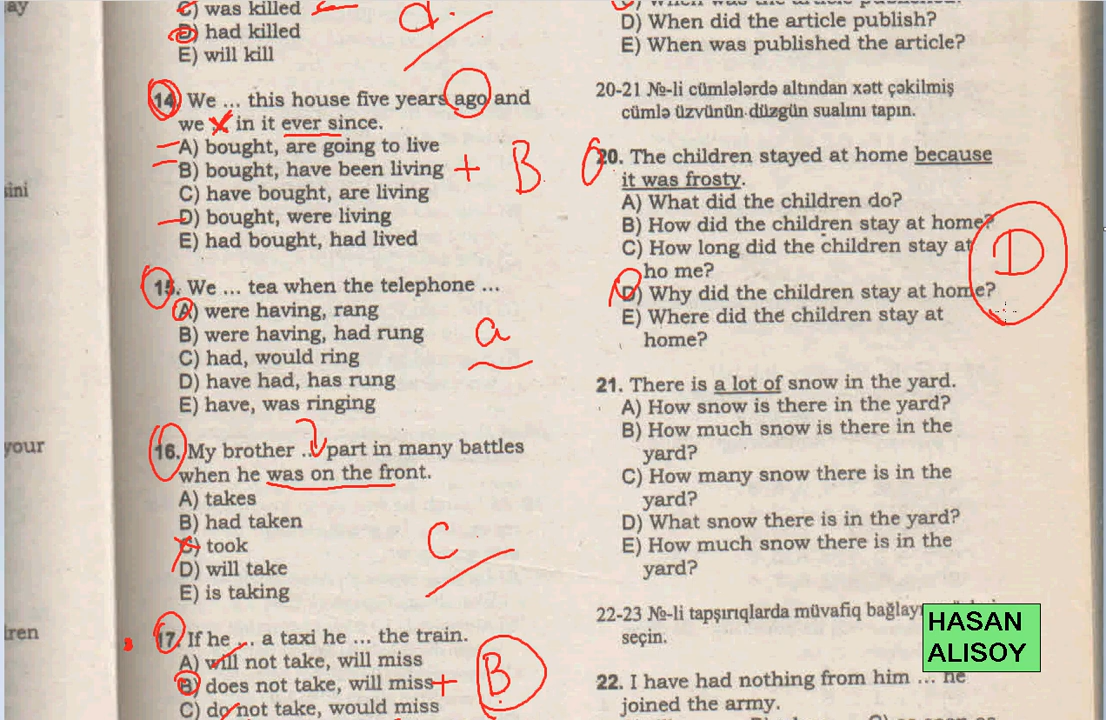 ay
ini
your
tren
C) was killed
D) had killed
E) will kill
d.
14. We ... this house five years ago and
we x in it ever since.
A) bought, are going to live
B) bought, have been living + B
C) have bought, are living
D) bought, were living
E) had bought, had lived
15. We ... tea when the telephone ...
A) were having, rang
B) were having, had rung
a
C) had, would ring
D) have had, has rung
E) have, was ringing
16. My brother ... part in many battles
when he was on the front.
A) takes
B) had taken
C) took
C
D) will take
E) is taking
17. If he ... a taxi he ... the train.
A) will not take, will miss
B) does not take, will miss + B
C) do not take, would miss
C) When was the article published?
D) When did the article publish?
E) When was published the article?
20-21 №-li cümlələrdə altından xətt çəkilmiş
cümlə üzvünün düzgün sualını tapın.
20. The children stayed at home because
it was frosty.
A) What did the children do?
B) How did the children stay at home?
C) How long did the children stay at
ho me?
D
D) Why did the children stay at home?
E) Where did the children stay at
home?
21. There is a lot of snow in the yard.
A) How snow is there in the yard?
B) How much snow is there in the
yard?
C) How many snow there is in the
yard?
D) What snow there is in the yard?
E) How much snow there is in the
yard?
22-23 №-li tapşırıqlarda müvafiq
seçin.
HASAN
ALISOY
22. I have had nothing from him ... he
joined the army.